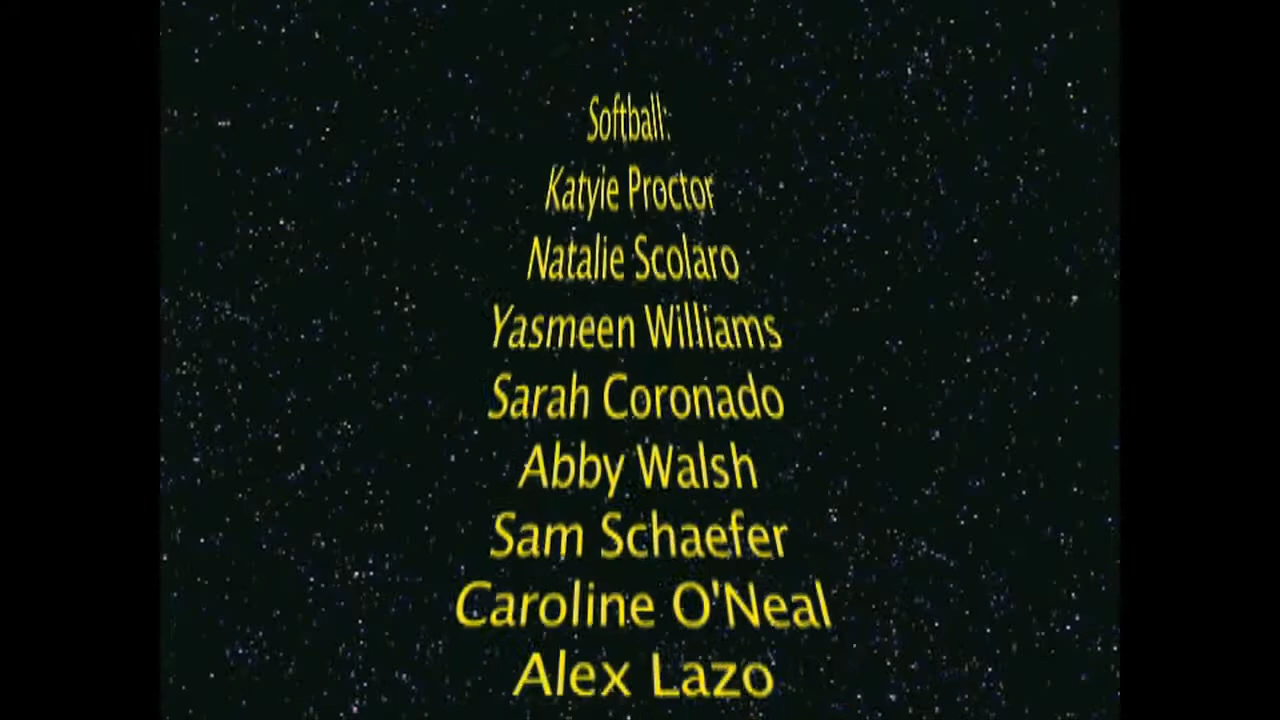 Softball:
Katyie Proctor
Natalie Scolaro
Yasmeen Williams
Sarah Coronado
Abby Walsh
Sam Schaefer
Caroline O'Neal
Alex Lazo